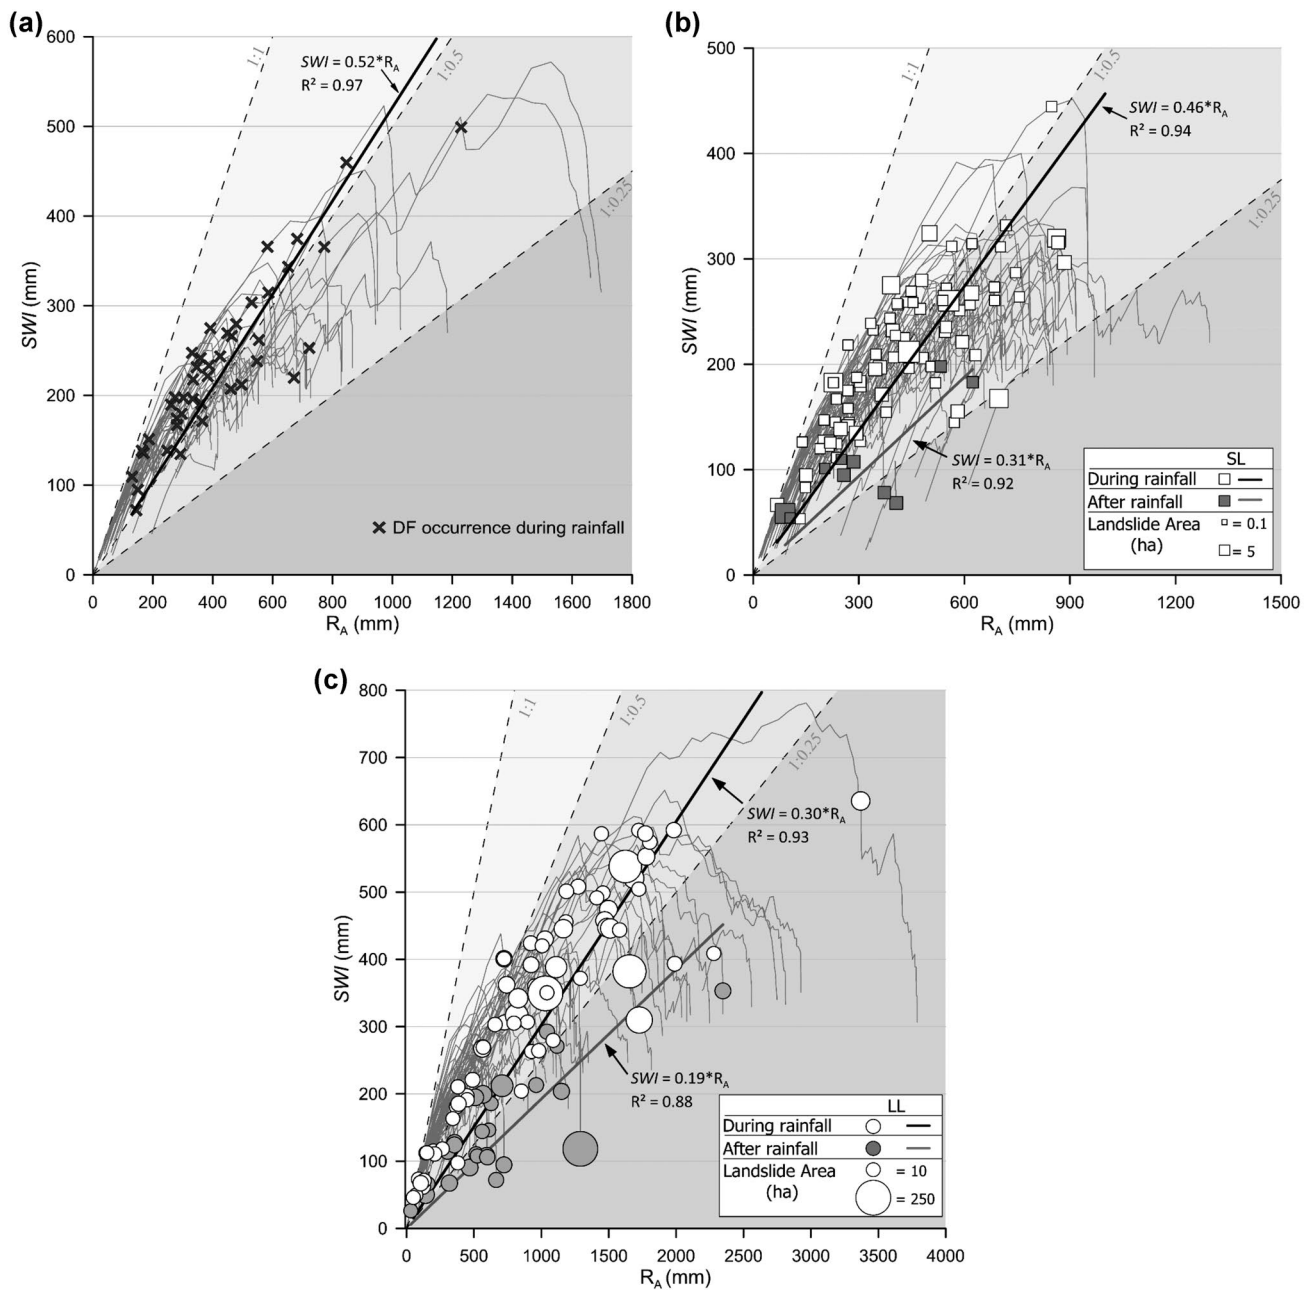 (a)
600
500
400
300
200
100
0
SWI (mm)
1:1
SWI = 0.52*RA
R² = 0.97
1:0.5
1:0.25
DF occurrence during rainfall
0 200 400 600 800 1000 1200 1400 1600 1800
RA (mm)
(b)
500
400
300
200
100
0
SWI (mm)
1:1
1:0.5
SWI = 0.46*RA
R² = 0.94
1:0.25
SWI = 0.31*RA
R² = 0.92
SL
During rainfall
After rainfall
Landslide Area = 0.1
(ha) = 5
0 300 600 900 1200 1500
RA (mm)
(c)
800
700
600
500
400
300
200
100
0
SWI (mm)
1:1
1:0.5
1:0.25
SWI = 0.30*RA
R² = 0.93
SWI = 0.19*RA
R² = 0.88
LL
During rainfall
After rainfall
Landslide Area = 10
(ha) = 250
0 500 1000 1500 2000 2500 3000 3500 4000
RA (mm)